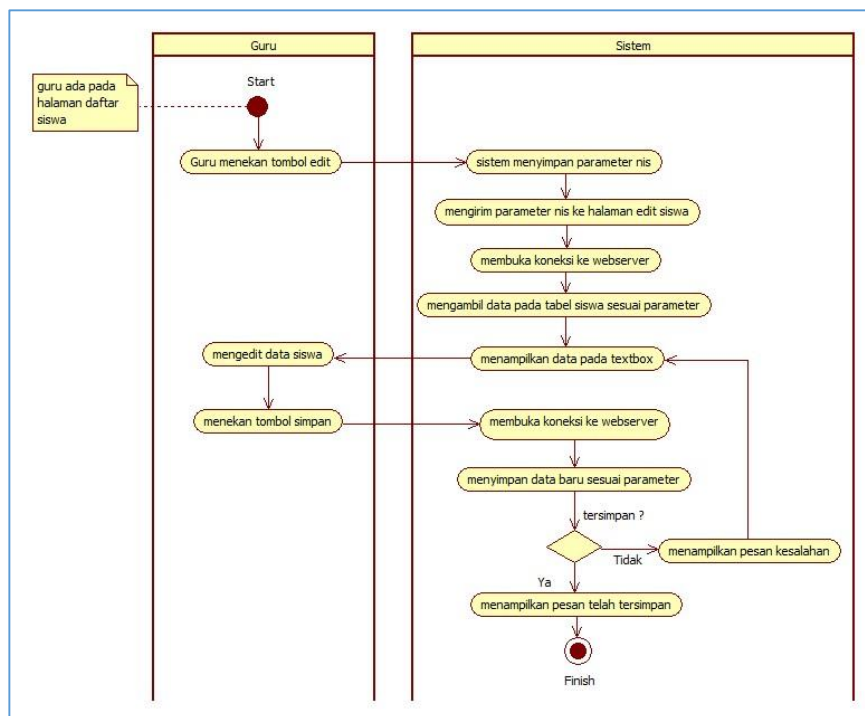 Guru
Sistem
guru ada pada
halaman daftar
siswa
Start
Guru menekan tombol edit
sistem menyimpan parameter nis
mengirim parameter nis ke halaman edit siswa
membuka koneksi ke webserver
mengambil data pada tabel siswa sesuai parameter
mengedit data siswa
menampilkan data pada textbox
menekan tombol simpan
membuka koneksi ke webserver
menyimpan data baru sesuai parameter
tersimpan ?
Tidak
menampilkan pesan kesalahan
Ya
menampilkan pesan telah tersimpan
Finish